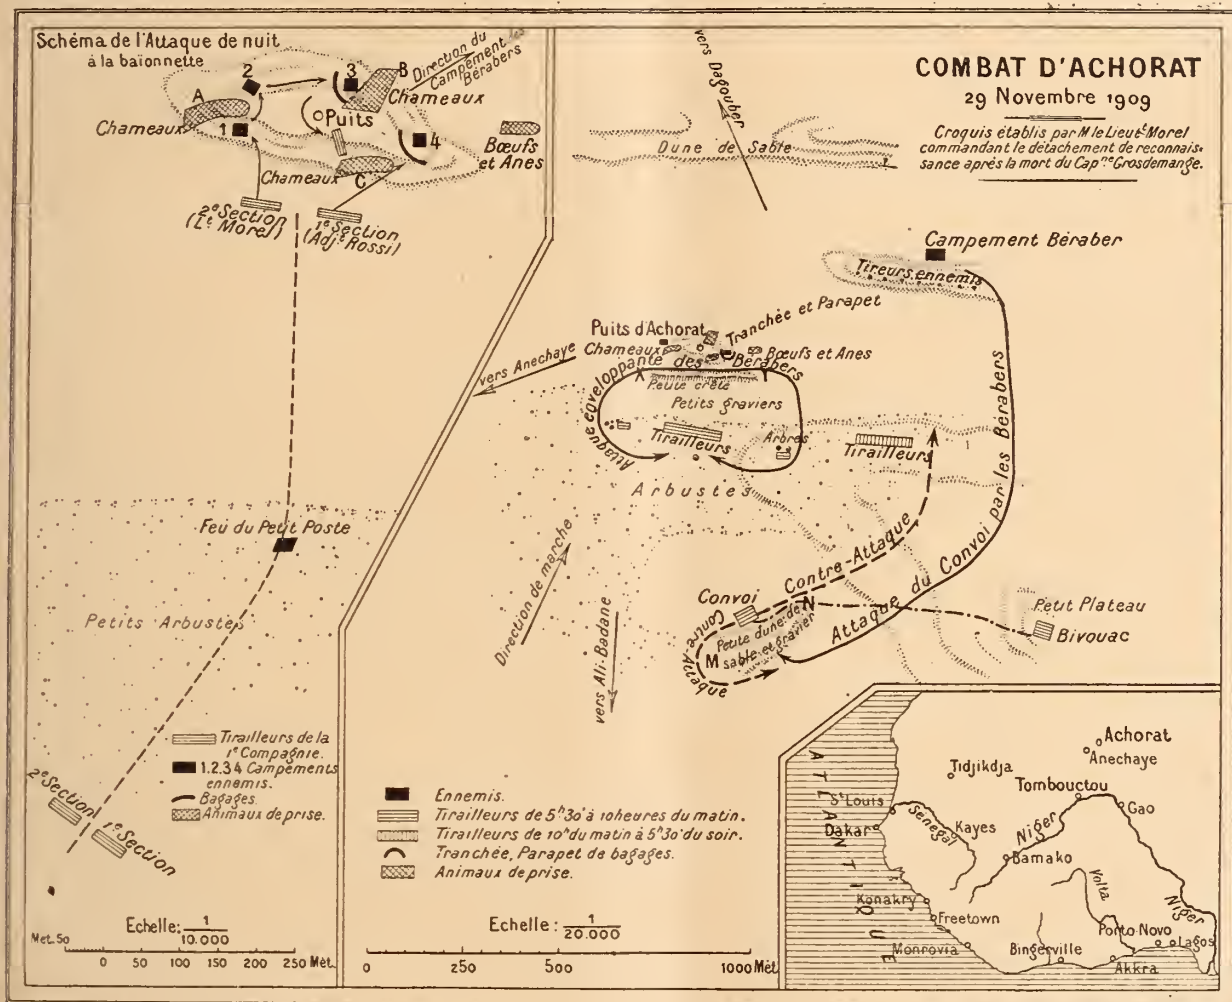 Schéma de l'Attaque de nuit
à la baïonnette
2
3
B
Direction du
Campement des
Bérabers
A
Chameaux
Chameaux
1
Puits
4
Bœufs
et Anes
Chameaux
C
2e Section
(Lt Morel)
1e Section
(Adjt Rossi)
Feu du Petit Poste
Petits Arbustes
Tirailleurs de la
1e Compagnie.
1.2.3.4 Campements
ennemis.
Bagages.
Animaux de prise.
2e Section
1e Section
Echelle: 1/10.000
Met. 50
0 50 100 150 200 250 Mèt.
COMBAT D'ACHORAT
29 Novembre 1909
Croquis établis par M le Lieut Morel
commandant le détachement de reconnais-
sance après la mort du Capne Grosdemange.
vers Dagouber
Dune de Sable
Campement Béraber
Tireurs ennemis
Tranchée et Parapet
Puits d'Achorat
Chameaux
Bœufs et Anes
vers Anechaye
Attaque enveloppante des Bérabers
X
Y
Petite crête
Petits graviers
Tirailleurs
Arbres
Tirailleurs
Arbustes
Attaque du Convoi par les Bérabers
Direction de marche
vers Ali-Badane
Contre-Attaque
Convoi
N
Petite dune de
sable et gravier
M
Contre-Attaque
Petit Plateau
Bivouac
Ennemis.
Tirailleurs de 5h30' à 10heures du matin.
Tirailleurs de 10h du matin à 5h30' du soir.
Tranchée, Parapet de bagages.
Animaux de prise.
Echelle: 1/20.000
0 250 500 1000 Mèt.
ATLANTIQUE
Achorat
Anechaye
Tidjikdja
Tombouctou
St Louis
Gao
Dakar
Sénégal
Kayes
Niger
Bamako
Volta
Konakry
Niger
Freetown
Porto-Novo
Lagos
Monrovia
Bingerville
Akkra